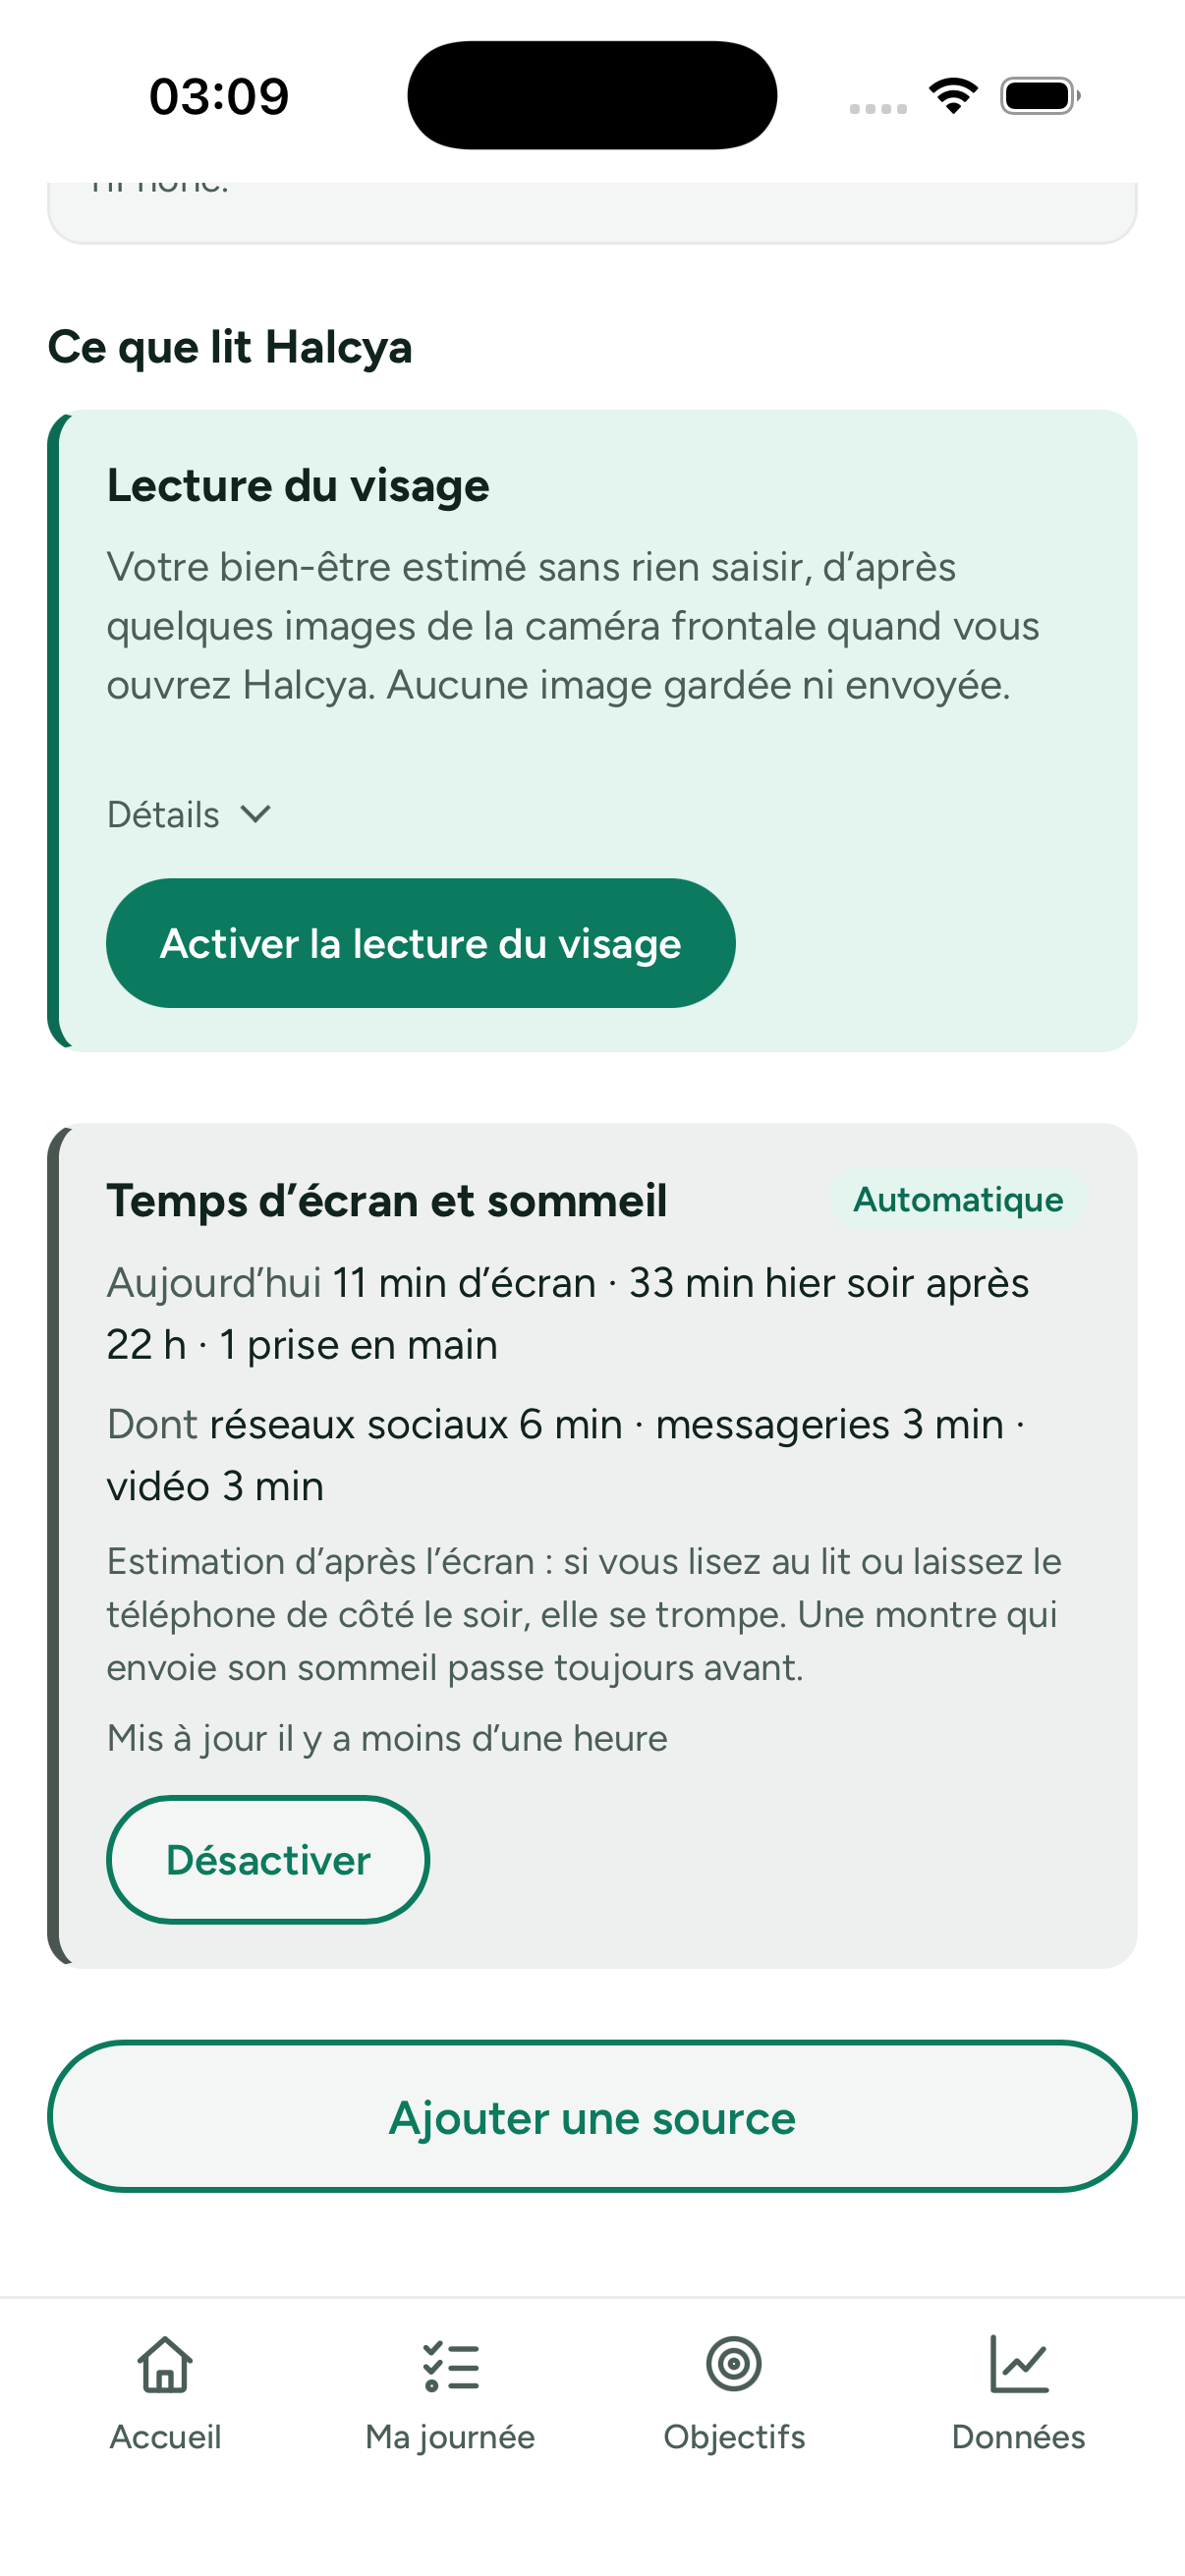 03:09
Ce que lit Halcya
Lecture du visage
Votre bien-être estimé sans rien saisir, d’après
quelques images de la caméra frontale quand vous
ouvrez Halcya. Aucune image gardée ni envoyée.
Détails
Activer la lecture du visage
Temps d’écran et sommeil
Automatique
Aujourd’hui 11 min d’écran · 33 min hier soir après
22 h · 1 prise en main
Dont réseaux sociaux 6 min · messageries 3 min ·
vidéo 3 min
Estimation d’après l’écran : si vous lisez au lit ou laissez le
téléphone de côté le soir, elle se trompe. Une montre qui
envoie son sommeil passe toujours avant.
Mis à jour il y a moins d’une heure
Désactiver
Ajouter une source
Accueil
Ma journée
Objectifs
Données